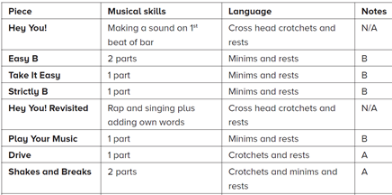 Piece Musical skills Language Notes
Hey You! Making a sound on 1st Cross head crotchets and N/A
beat of bar rests
Easy B 2 parts Minims and rests B
Take It Easy 1 part Minims and rests B
Strictly B 1 part Minims and rests B
Hey You! Revisited Rap and singing plus Cross head crotchets and N/A
adding own words rests
Play Your Music 1 part Minims and rests B
Drive 1 part Crotchets and rests A
Shakes and Breaks 2 parts Crotchets and minims and A
rests